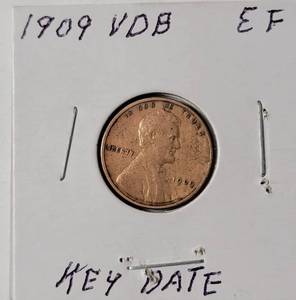 1909 VDB EF
IN GOD WE TRUST
LIBERTY
1909
KEY DATE